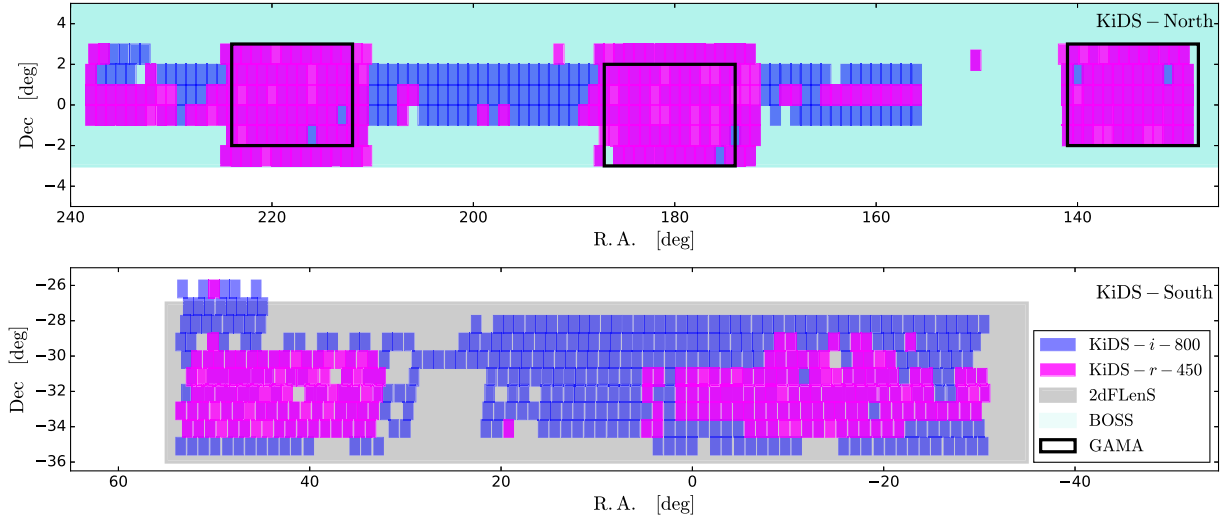 KiDS − North
4
2
0
−2
−4
Dec [deg]
240 220 200 180 160 140
R. A. [deg]
KiDS − South
−26
−28
−30
−32
−34
−36
Dec [deg]
KiDS − i − 800
KiDS − r − 450
2dFLenS
BOSS
GAMA
60 40 20 0 −20 −40
R. A. [deg]